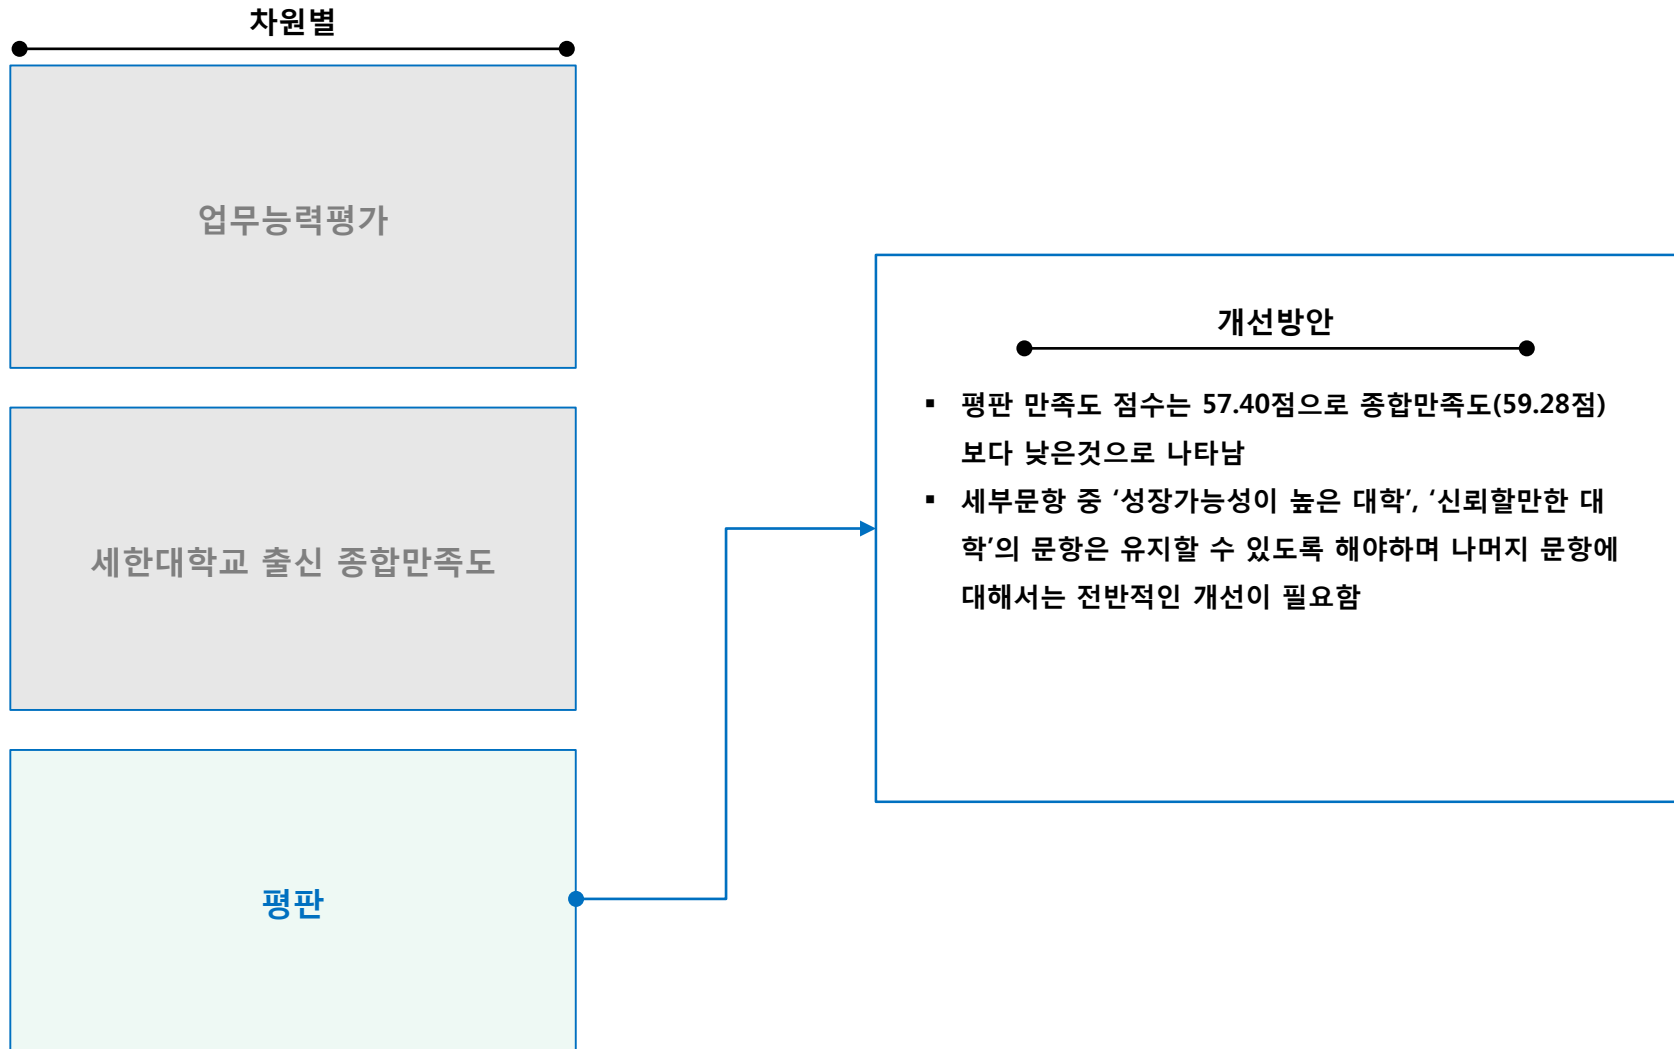 차원별
업무능력평가
세한대학교 출신 종합만족도
평판
개선방안
▪ 평판 만족도 점수는 57.40점으로 종합만족도(59.28점)
보다 낮은것으로 나타남
▪ 세부문항 중 ‘성장가능성이 높은 대학’, ‘신뢰할만한 대
학’의 문항은 유지할 수 있도록 해야하며 나머지 문항에
대해서는 전반적인 개선이 필요함